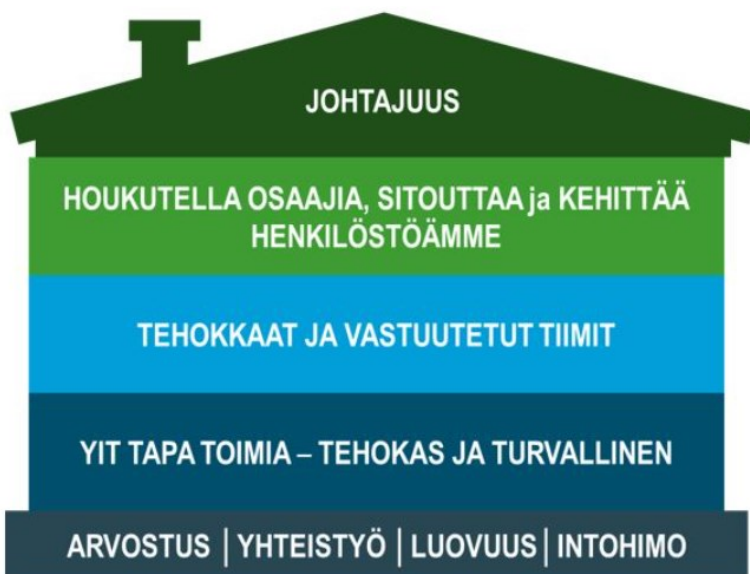 JOHTAJUUS
HOUKUTELLA OSAAJIA, SITOUTTAA ja KEHITTÄÄ
HENKILÖSTÖÄMME
TEHOKKAAT JA VASTUUTETUT TIIMIT
YIT TAPA TOIMIA – TEHOKAS JA TURVALLINEN
ARVOSTUS | YHTEISTYÖ | LUOVUUS | INTOHIMO